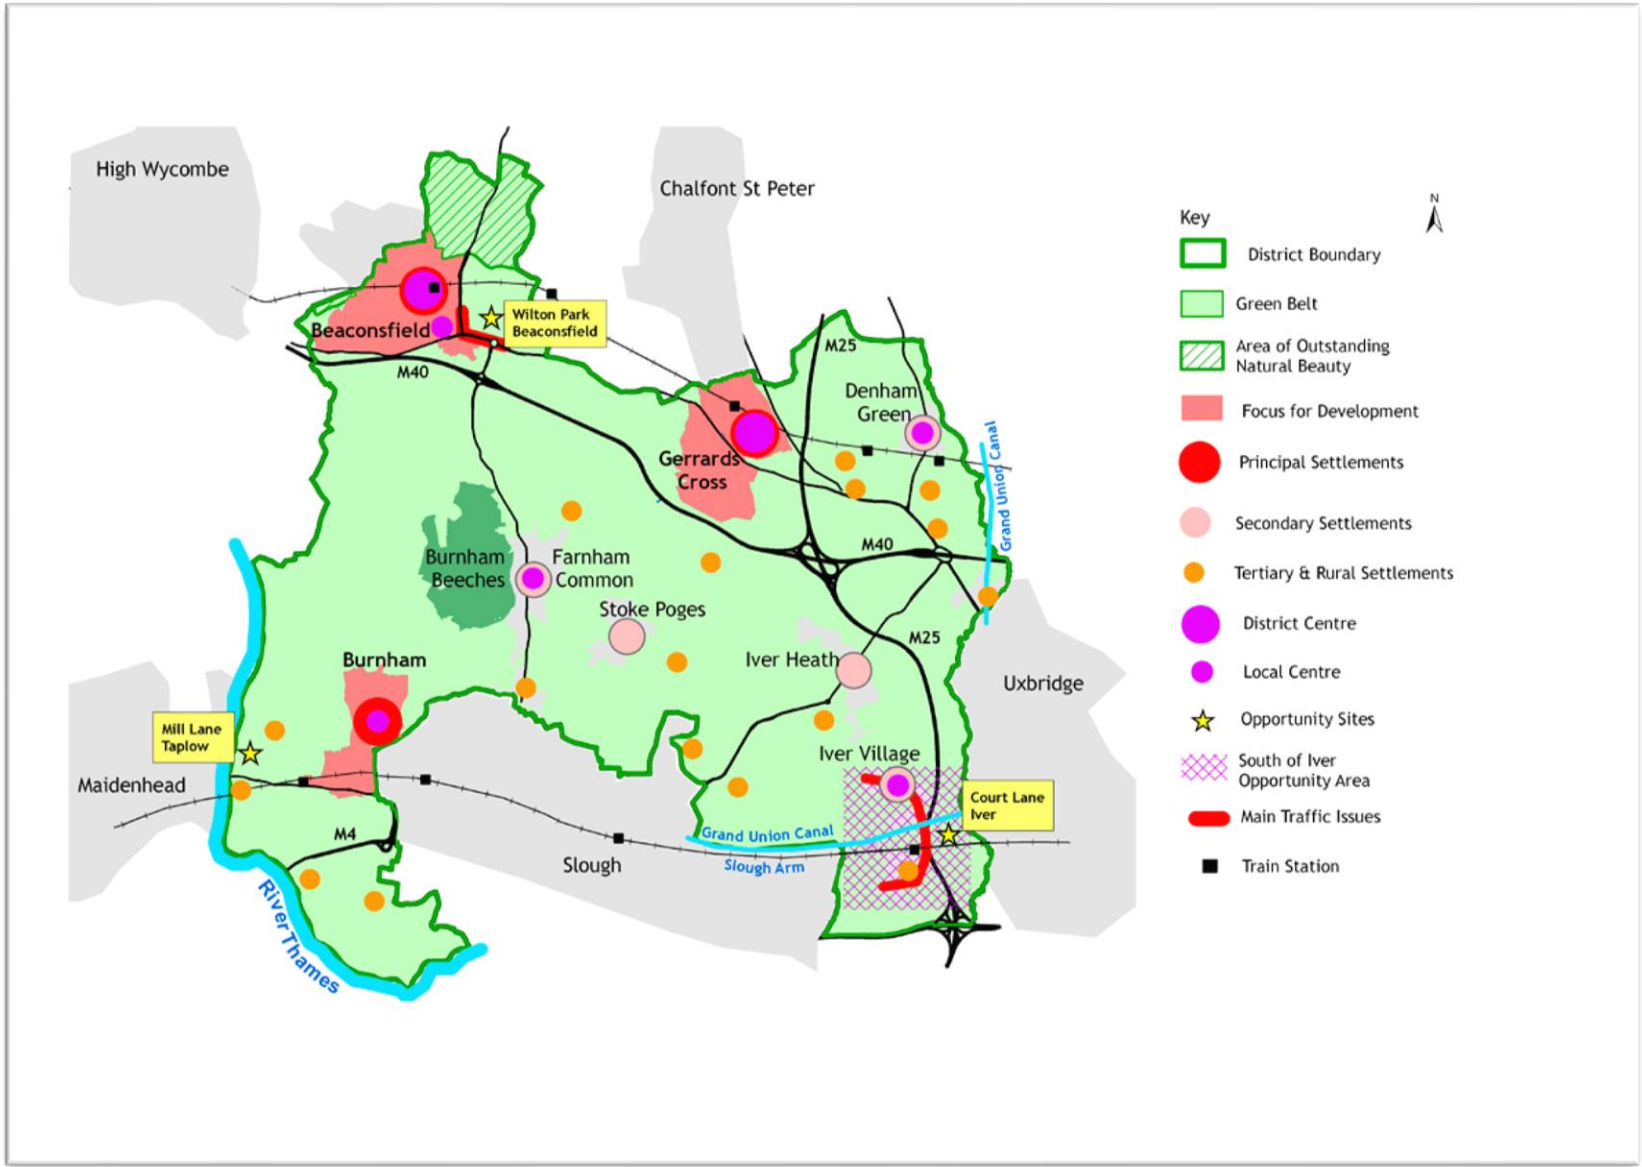 High Wycombe
Chalfont St Peter
Wilton Park
Beaconsfield
Beaconsfield
M40
M25
Denham
Green
Grand Union Canal
Gerrards
Cross
M40
Burnham
Beeches
Farnham
Common
Stoke Poges
M25
Iver Heath
Burnham
Uxbridge
Mill Lane
Taplow
Iver Village
Maidenhead
Court Lane
Iver
M4
Grand Union Canal
Slough Arm
Slough
River Thames
N
Key
District Boundary
Green Belt
Area of Outstanding
Natural Beauty
Focus for Development
Principal Settlements
Secondary Settlements
Tertiary & Rural Settlements
District Centre
Local Centre
Opportunity Sites
South of Iver
Opportunity Area
Main Traffic Issues
Train Station